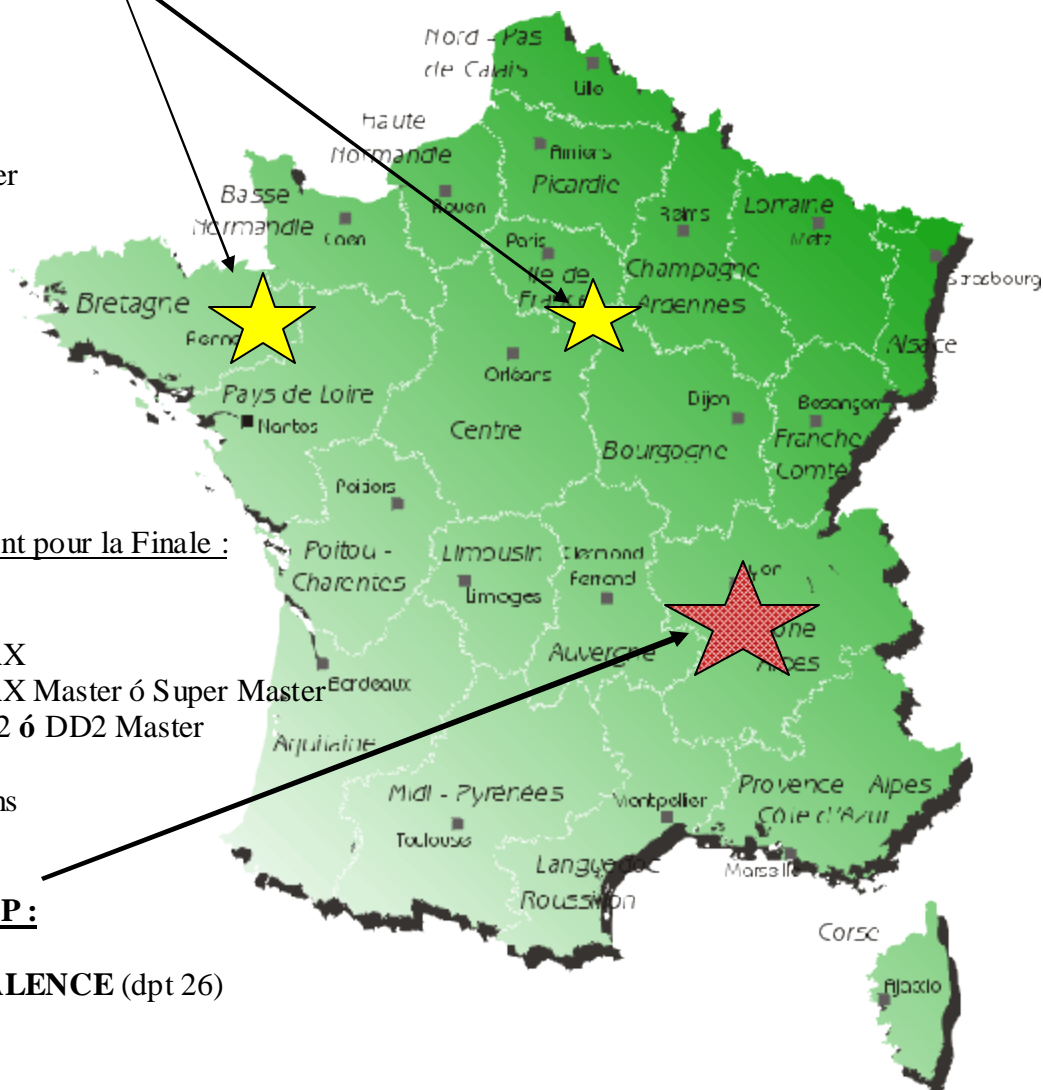 Nord - Pas
de Calais
Lille
Haute
Normandie
Amiens
Picardie
er
Basse
Normandie
Rouen
Reims
Lorraine
Caen
Paris
Metz
Ile de
France
Champagne
Ardennes
Strasbourg
Bretagne
Alsace
Orléans
Pays de Loire
Nantes
Dijon
Besançon
Centre
Bourgogne
Franche
Comté
Poitiers
nt pour la Finale :
Poitou -
Charentes
Limousin
Limoges
Clermond
Ferrand
Auvergne
Alpes
X
X Master ó Super Master
2 ó DD2 Master
Bordeaux
Aquitaine
ns
Midi - Pyrénées
Toulouse
Montpellier
Provence Alpes
Côte d'Azur
Languedoc
Roussillon
Marseille
P :
Corse
ALENCE (dpt 26)
Ajaccio